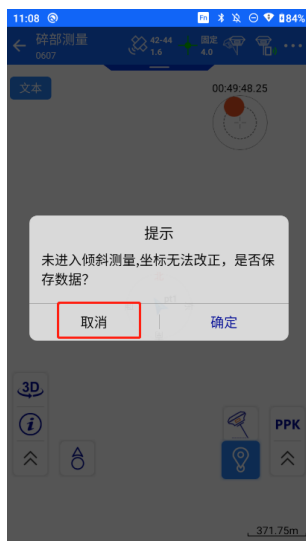 11:08
Fn
84%
碎部测量
0607
42-44
1.6
固定
4.0
文本
00:49:48.25
提示
未进入倾斜测量,坐标无法改正，是否保
存数据?
取消
确定
3D
i
PPK
371.75m